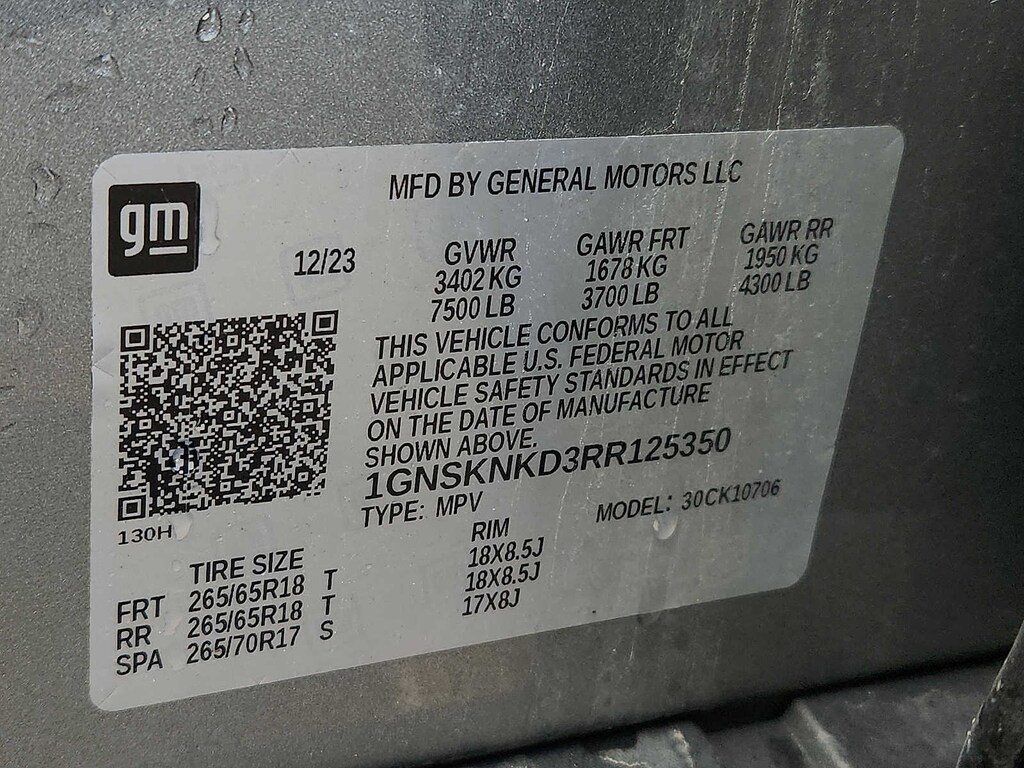 gm
MFD BY GENERAL MOTORS LLC
12/23
GVWR GAWR FRT GAWR RR
3402 KG 1678 KG 1950 KG
7500 LB 3700 LB 4300 LB
THIS VEHICLE CONFORMS TO ALL
APPLICABLE U.S. FEDERAL MOTOR
VEHICLE SAFETY STANDARDS IN EFFECT
ON THE DATE OF MANUFACTURE
SHOWN ABOVE.
1GNSKNKD3RR125350
TYPE: MPV MODEL: 30CK10706
130H
TIRE SIZE RIM
FRT 265/65R18 T 18X8.5J
RR 265/65R18 T 18X8.5J
SPA 265/70R17 S 17X8J